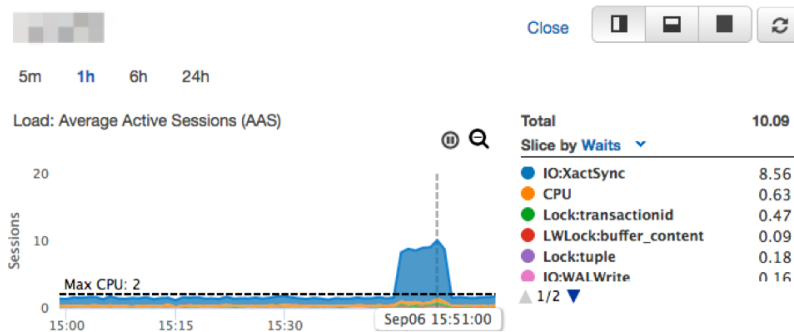 Close
5m 1h 6h 24h
Load: Average Active Sessions (AAS)
Total 10.09
Slice by Waits
IO:XactSync 8.56
CPU 0.63
Lock:transactionid 0.47
LWLock:buffer_content 0.09
Lock:tuple 0.18
IO:WALWrite 0.16
1/2
Sessions
20
10
0
Max CPU: 2
15:00 15:15 15:30
Sep06 15:51:00